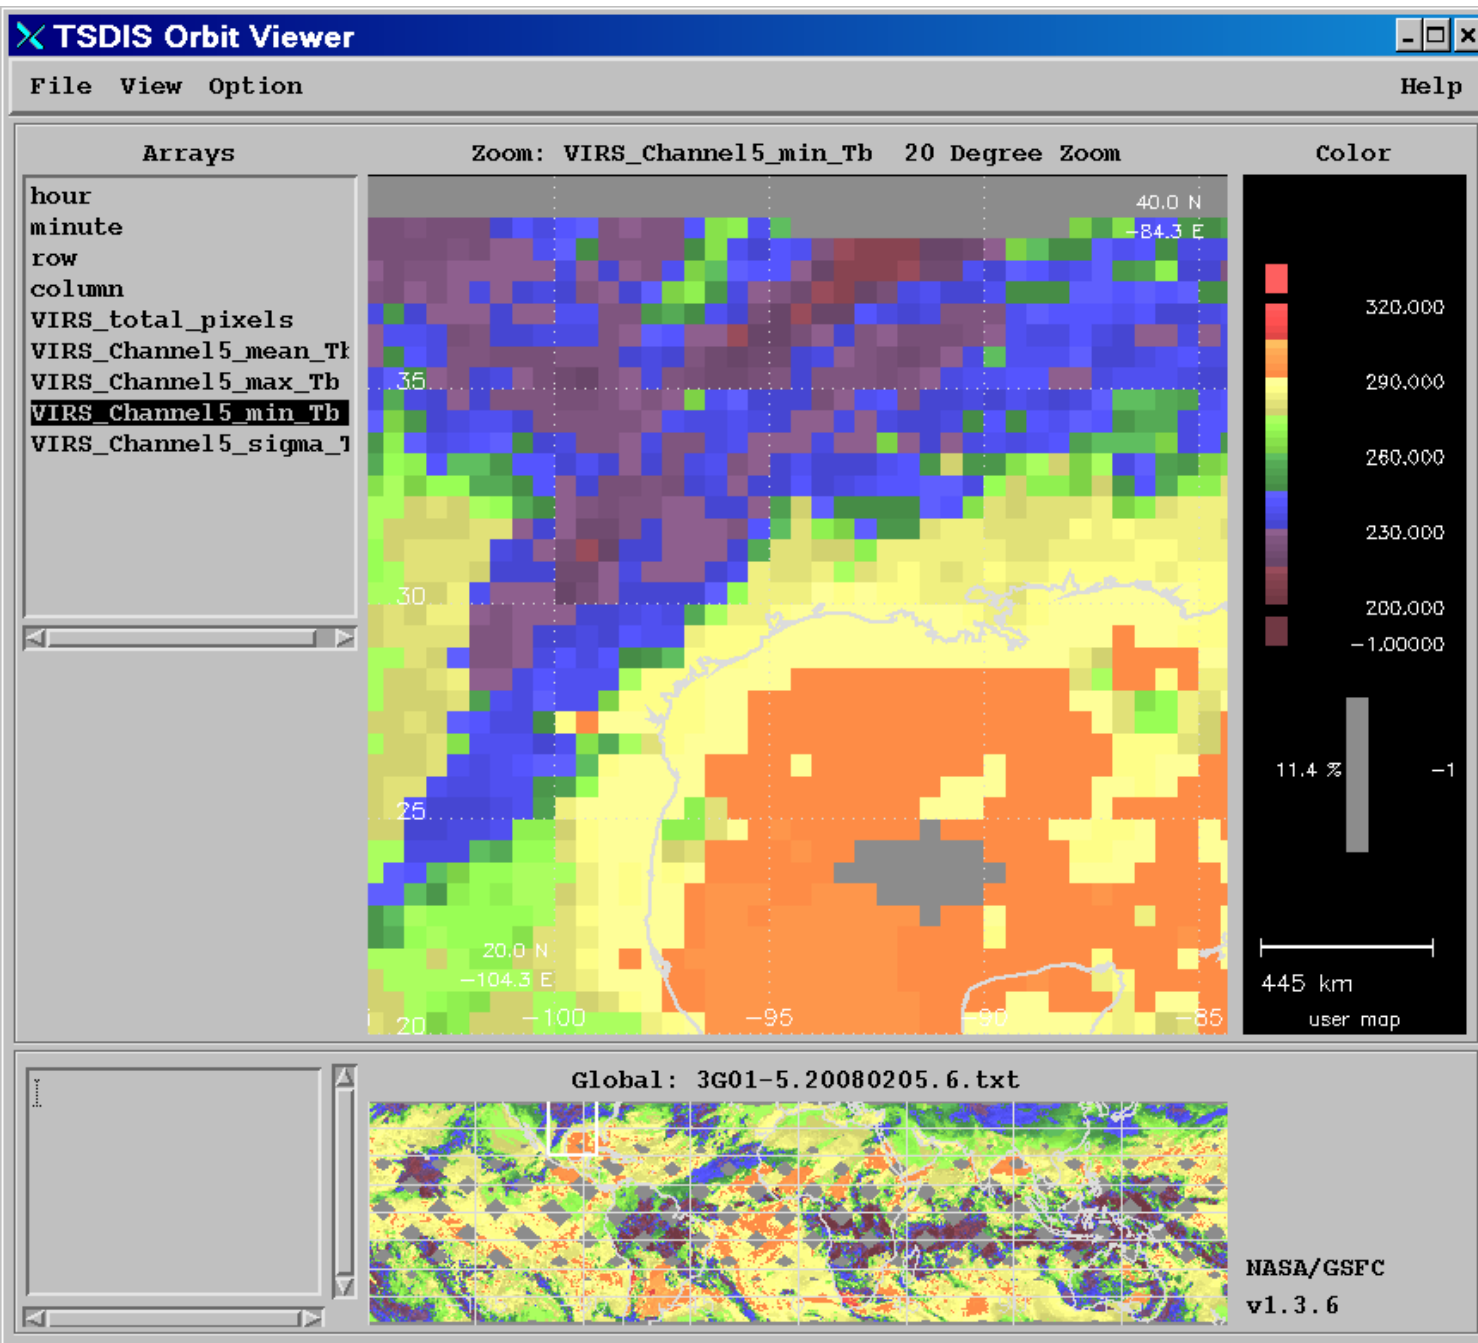 TSDIS Orbit Viewer
File View Option Help
Arrays
Zoom: VIRS_Channel5_min_Tb 20 Degree Zoom
Color
hour
minute
row
column
VIRS_total_pixels
VIRS_Channel5_mean_Tb
VIRS_Channel5_max_Tb
VIRS_Channel5_min_Tb
VIRS_Channel5_sigma_T
40.0 N
-84.3 E
35
30
25
20.0 N
-104.3 E
20
-100
-95
-90
-85
320.000
290.000
260.000
230.000
200.000
-1.00000
11.4 %
-1
445 km
user map
Global: 3G01-5.20080205.6.txt
NASA/GSFC
v1.3.6